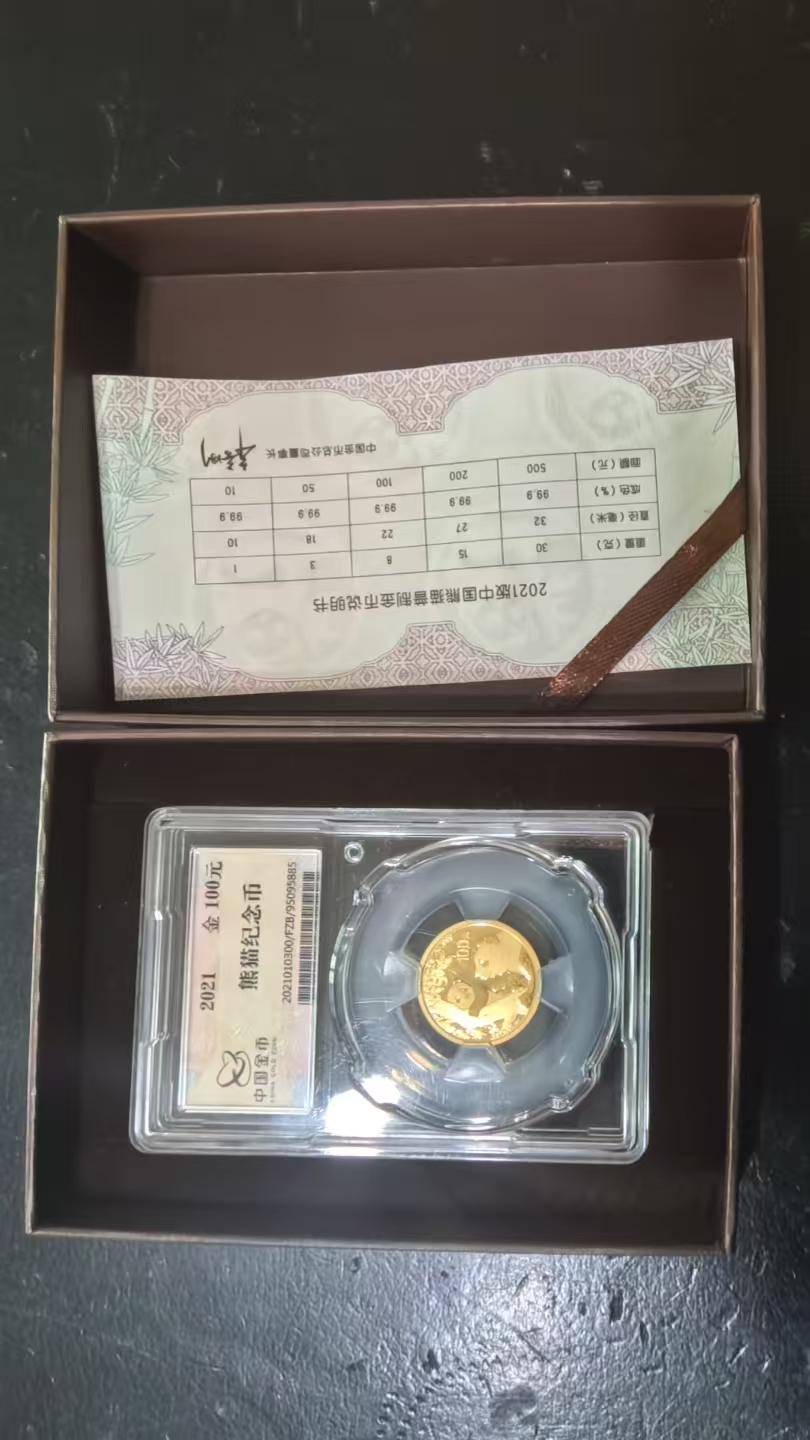 2021版中国熊猫普制金币说明书
重量（克） 30 15 8 3 1
直径（毫米） 32 27 22 18 10
成色（%） 99.9 99.9 99.9 99.9 99.9
面额（元） 500 200 100 50 10
中国金币总公司董事长
中国金币
CHINA GOLD COIN
2021 金 100元
熊猫纪念币
2021010300/FZB/95095885
100元